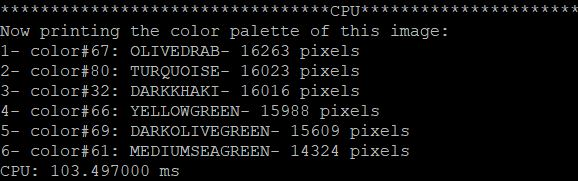 *********************************CPU**********************
Now printing the color palette of this image:
1- color#67: OLIVEDRAB- 16263 pixels
2- color#80: TURQUOISE- 16023 pixels
3- color#32: DARKKHAKI- 16016 pixels
4- color#66: YELLOWGREEN- 15988 pixels
5- color#69: DARKOLIVEGREEN- 15609 pixels
6- color#61: MEDIUMSEAGREEN- 14324 pixels
CPU: 103.497000 ms